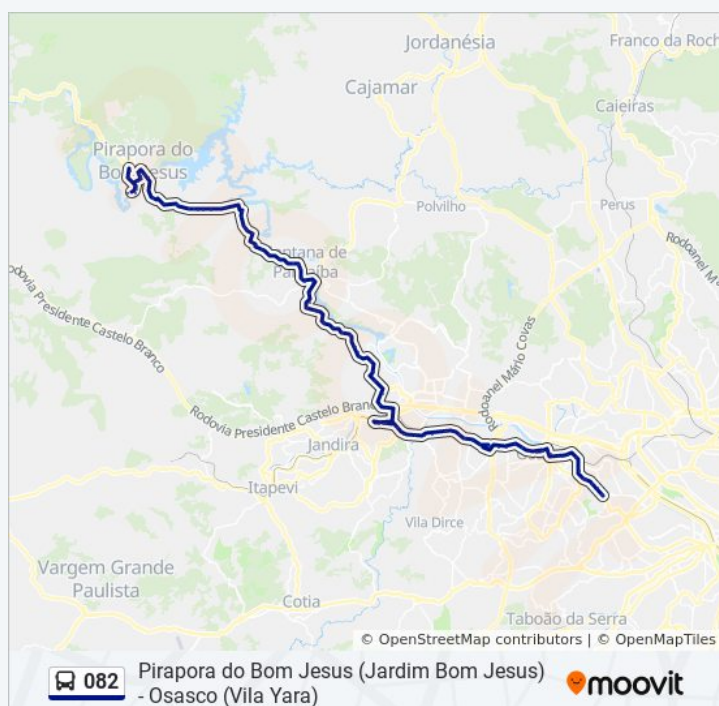 Jordanésia
Franco da Roch
Cajamar
Caieiras
Pirapora do
Bom Jesus
Polvilho
Perus
Rodoanel M
Santana de
Parnaíba
Rodovia Presidente Castelo Branco
Rodoanel Mário Covas
Rodovia Presidente Castelo Branc
Jandira
Itapevi
Vila Dirce
Vargem Grande
Paulista
Cotia
Taboão da Serra
© OpenStreetMap contributors | © OpenMapTiles
082
Pirapora do Bom Jesus (Jardim Bom Jesus)
- Osasco (Vila Yara)
moovit